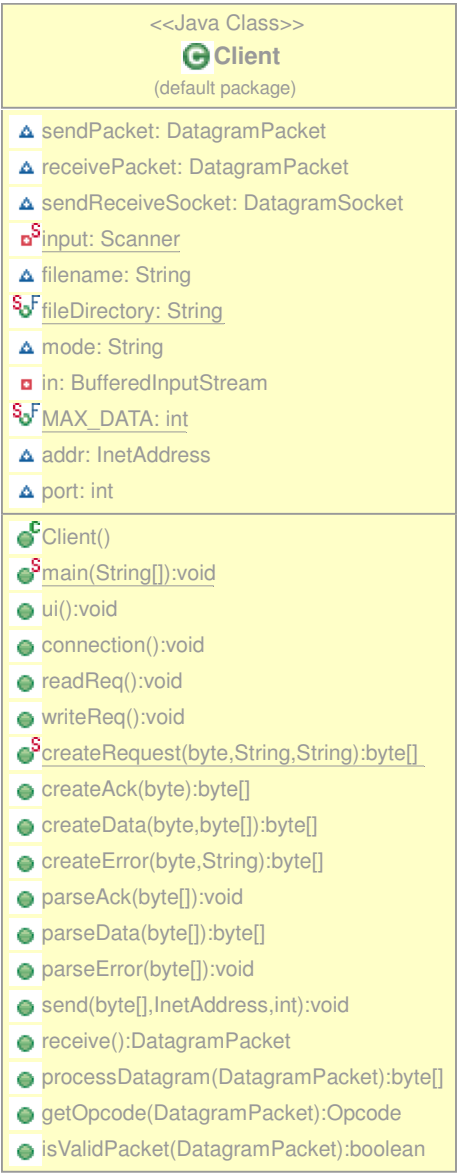 <<Java Class>>
C Client
(default package)
sendPacket: DatagramPacket
receivePacket: DatagramPacket
sendReceiveSocket: DatagramSocket
S input: Scanner
filename: String
S F fileDirectory: String
mode: String
in: BufferedInputStream
S F MAX_DATA: int
addr: InetAddress
port: int
C Client()
S main(String[]):void
ui():void
connection():void
readReq():void
writeReq():void
S createRequest(byte,String,String):byte[]
createAck(byte):byte[]
createData(byte,byte[]):byte[]
createError(byte,String):byte[]
parseAck(byte[]):void
parseData(byte[]):byte[]
parseError(byte[]):void
send(byte[],InetAddress,int):void
receive():DatagramPacket
processDatagram(DatagramPacket):byte[]
getOpcode(DatagramPacket):Opcode
isValidPacket(DatagramPacket):boolean